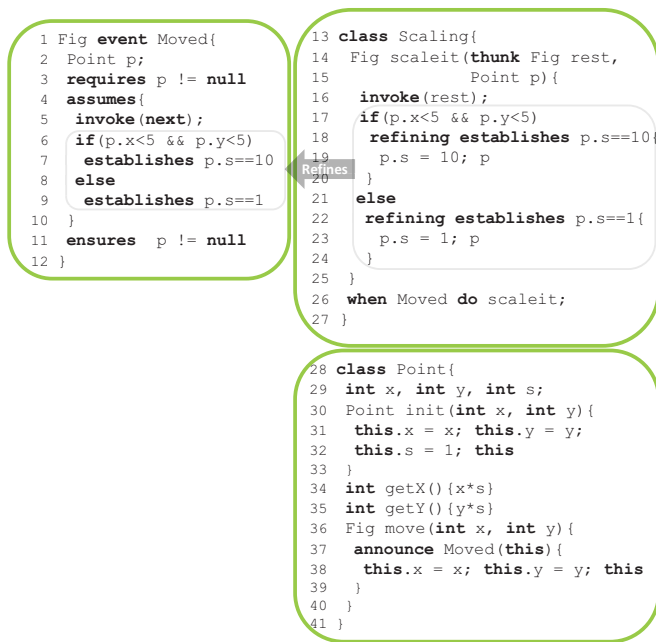 1 Fig event Moved{
2 Point p;
3 requires p != null
4 assumes{
5 invoke(next);
6 if(p.x<5 && p.y<5)
7 establishes p.s==10
8 else
9 establishes p.s==1
10 }
11 ensures p != null
12 }
Refines
13 class Scaling{
14 Fig scaleit(thunk Fig rest,
15 Point p){
16 invoke(rest);
17 if(p.x<5 && p.y<5)
18 refining establishes p.s==10{
19 p.s = 10; p
20 }
21 else
22 refining establishes p.s==1{
23 p.s = 1; p
24 }
25 }
26 when Moved do scaleit;
27 }
28 class Point{
29 int x, int y, int s;
30 Point init(int x, int y){
31 this.x = x; this.y = y;
32 this.s = 1; this
33 }
34 int getX(){x*s}
35 int getY(){y*s}
36 Fig move(int x, int y){
37 announce Moved(this){
38 this.x = x; this.y = y; this
39 }
40 }
41 }